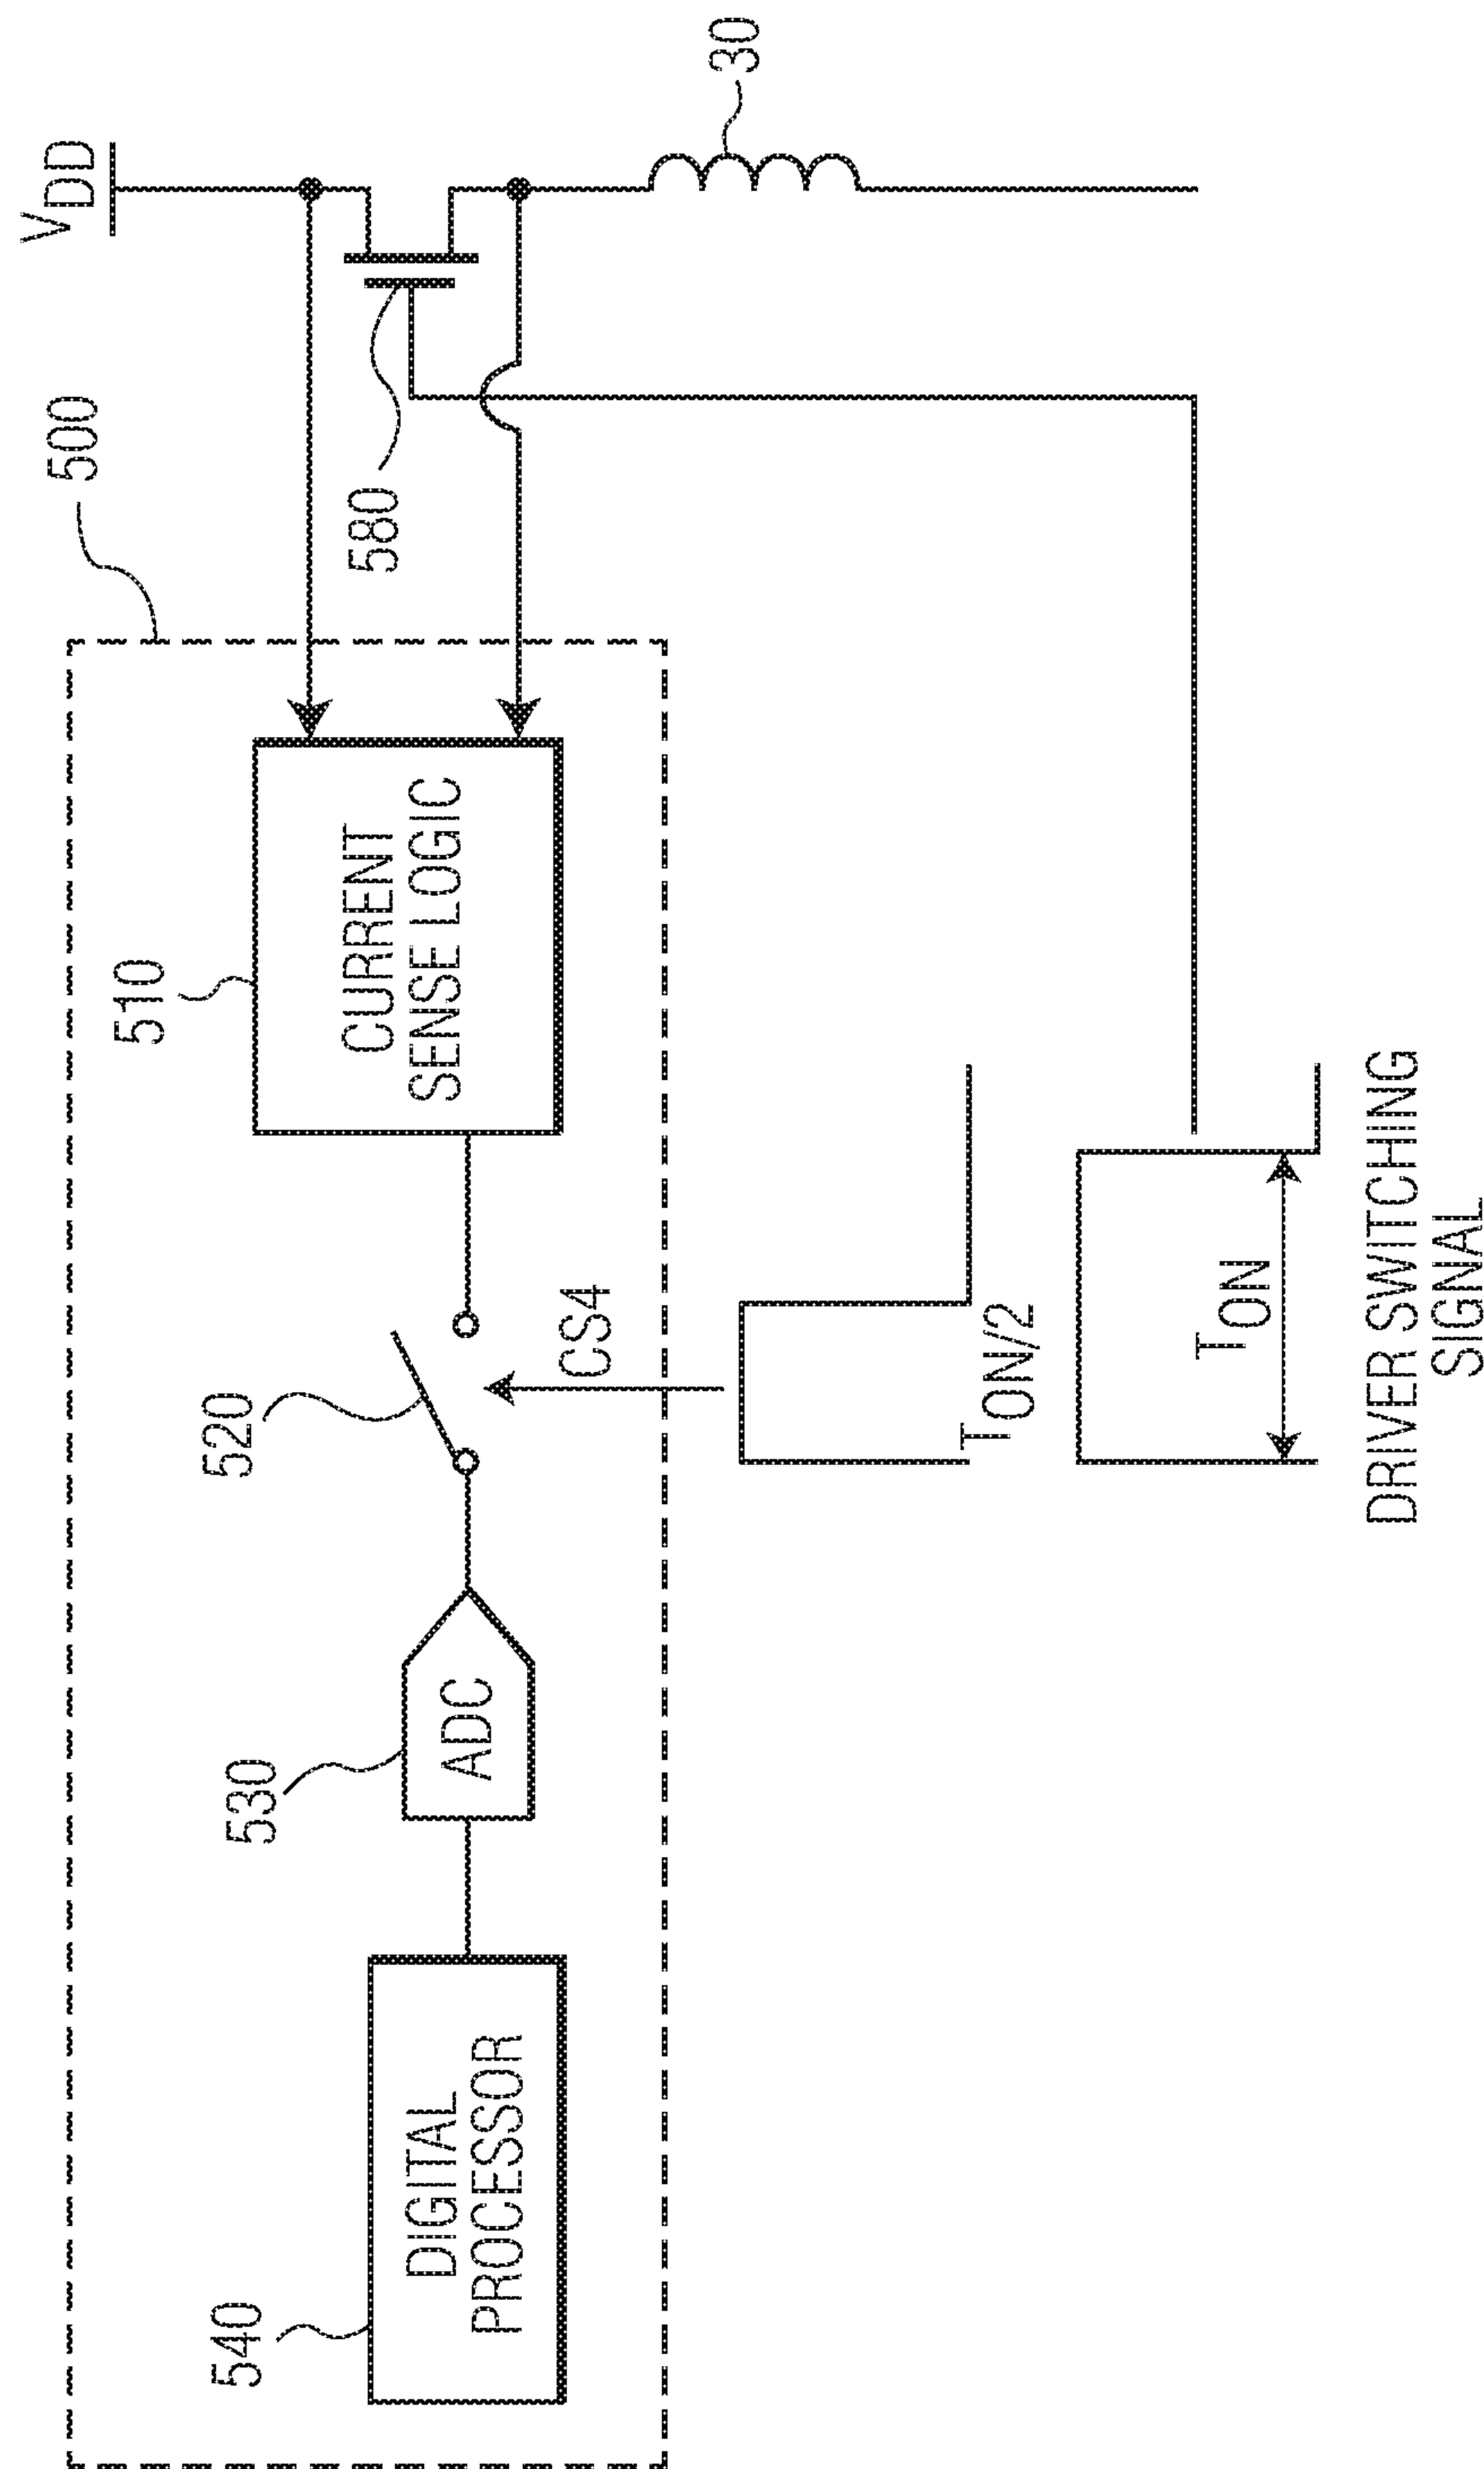 540
DIGITAL
PROCESSOR
530
ADC
520
CS4
510
CURRENT
SENSE LOGIC
500
580
VDD
30
TON/2
TON
DRIVER SWITCHING
SIGNAL